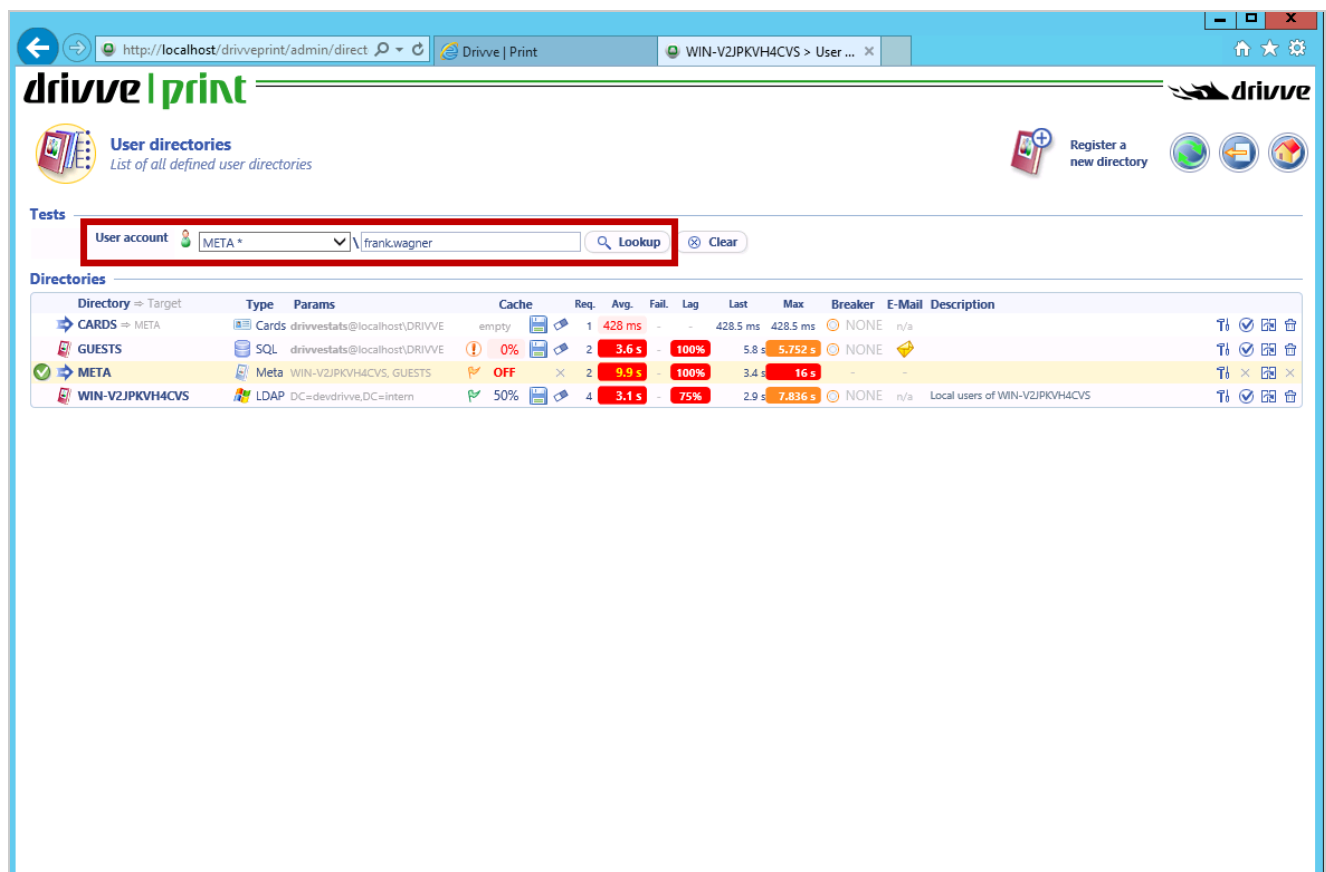 http://localhost/drivveprint/admin/direct
Drivve | Print
WIN-V2JPKVH4CVS > User ...
drivve | print
drivve
User directories
List of all defined user directories
Register a
new directory
Tests
User account META * \ frank.wagner Lookup Clear
Directories
Directory ⇒ Target Type Params Cache Req. Avg. Fail. Lag Last Max Breaker E-Mail Description
CARDS ⇒ META Cards drivvestats@localhost\DRIVVE empty 1 428 ms - - 428.5 ms 428.5 ms NONE n/a
GUESTS SQL drivvestats@localhost\DRIVVE 0% 2 3.6 s - 100% 5.8 s 5.752 s NONE
META Meta WIN-V2JPKVH4CVS, GUESTS OFF 2 9.9 s - 100% 3.4 s 16 s - -
WIN-V2JPKVH4CVS LDAP DC=devdrivve,DC=intern 50% 4 3.1 s - 75% 2.9 s 7.836 s NONE n/a Local users of WIN-V2JPKVH4CVS